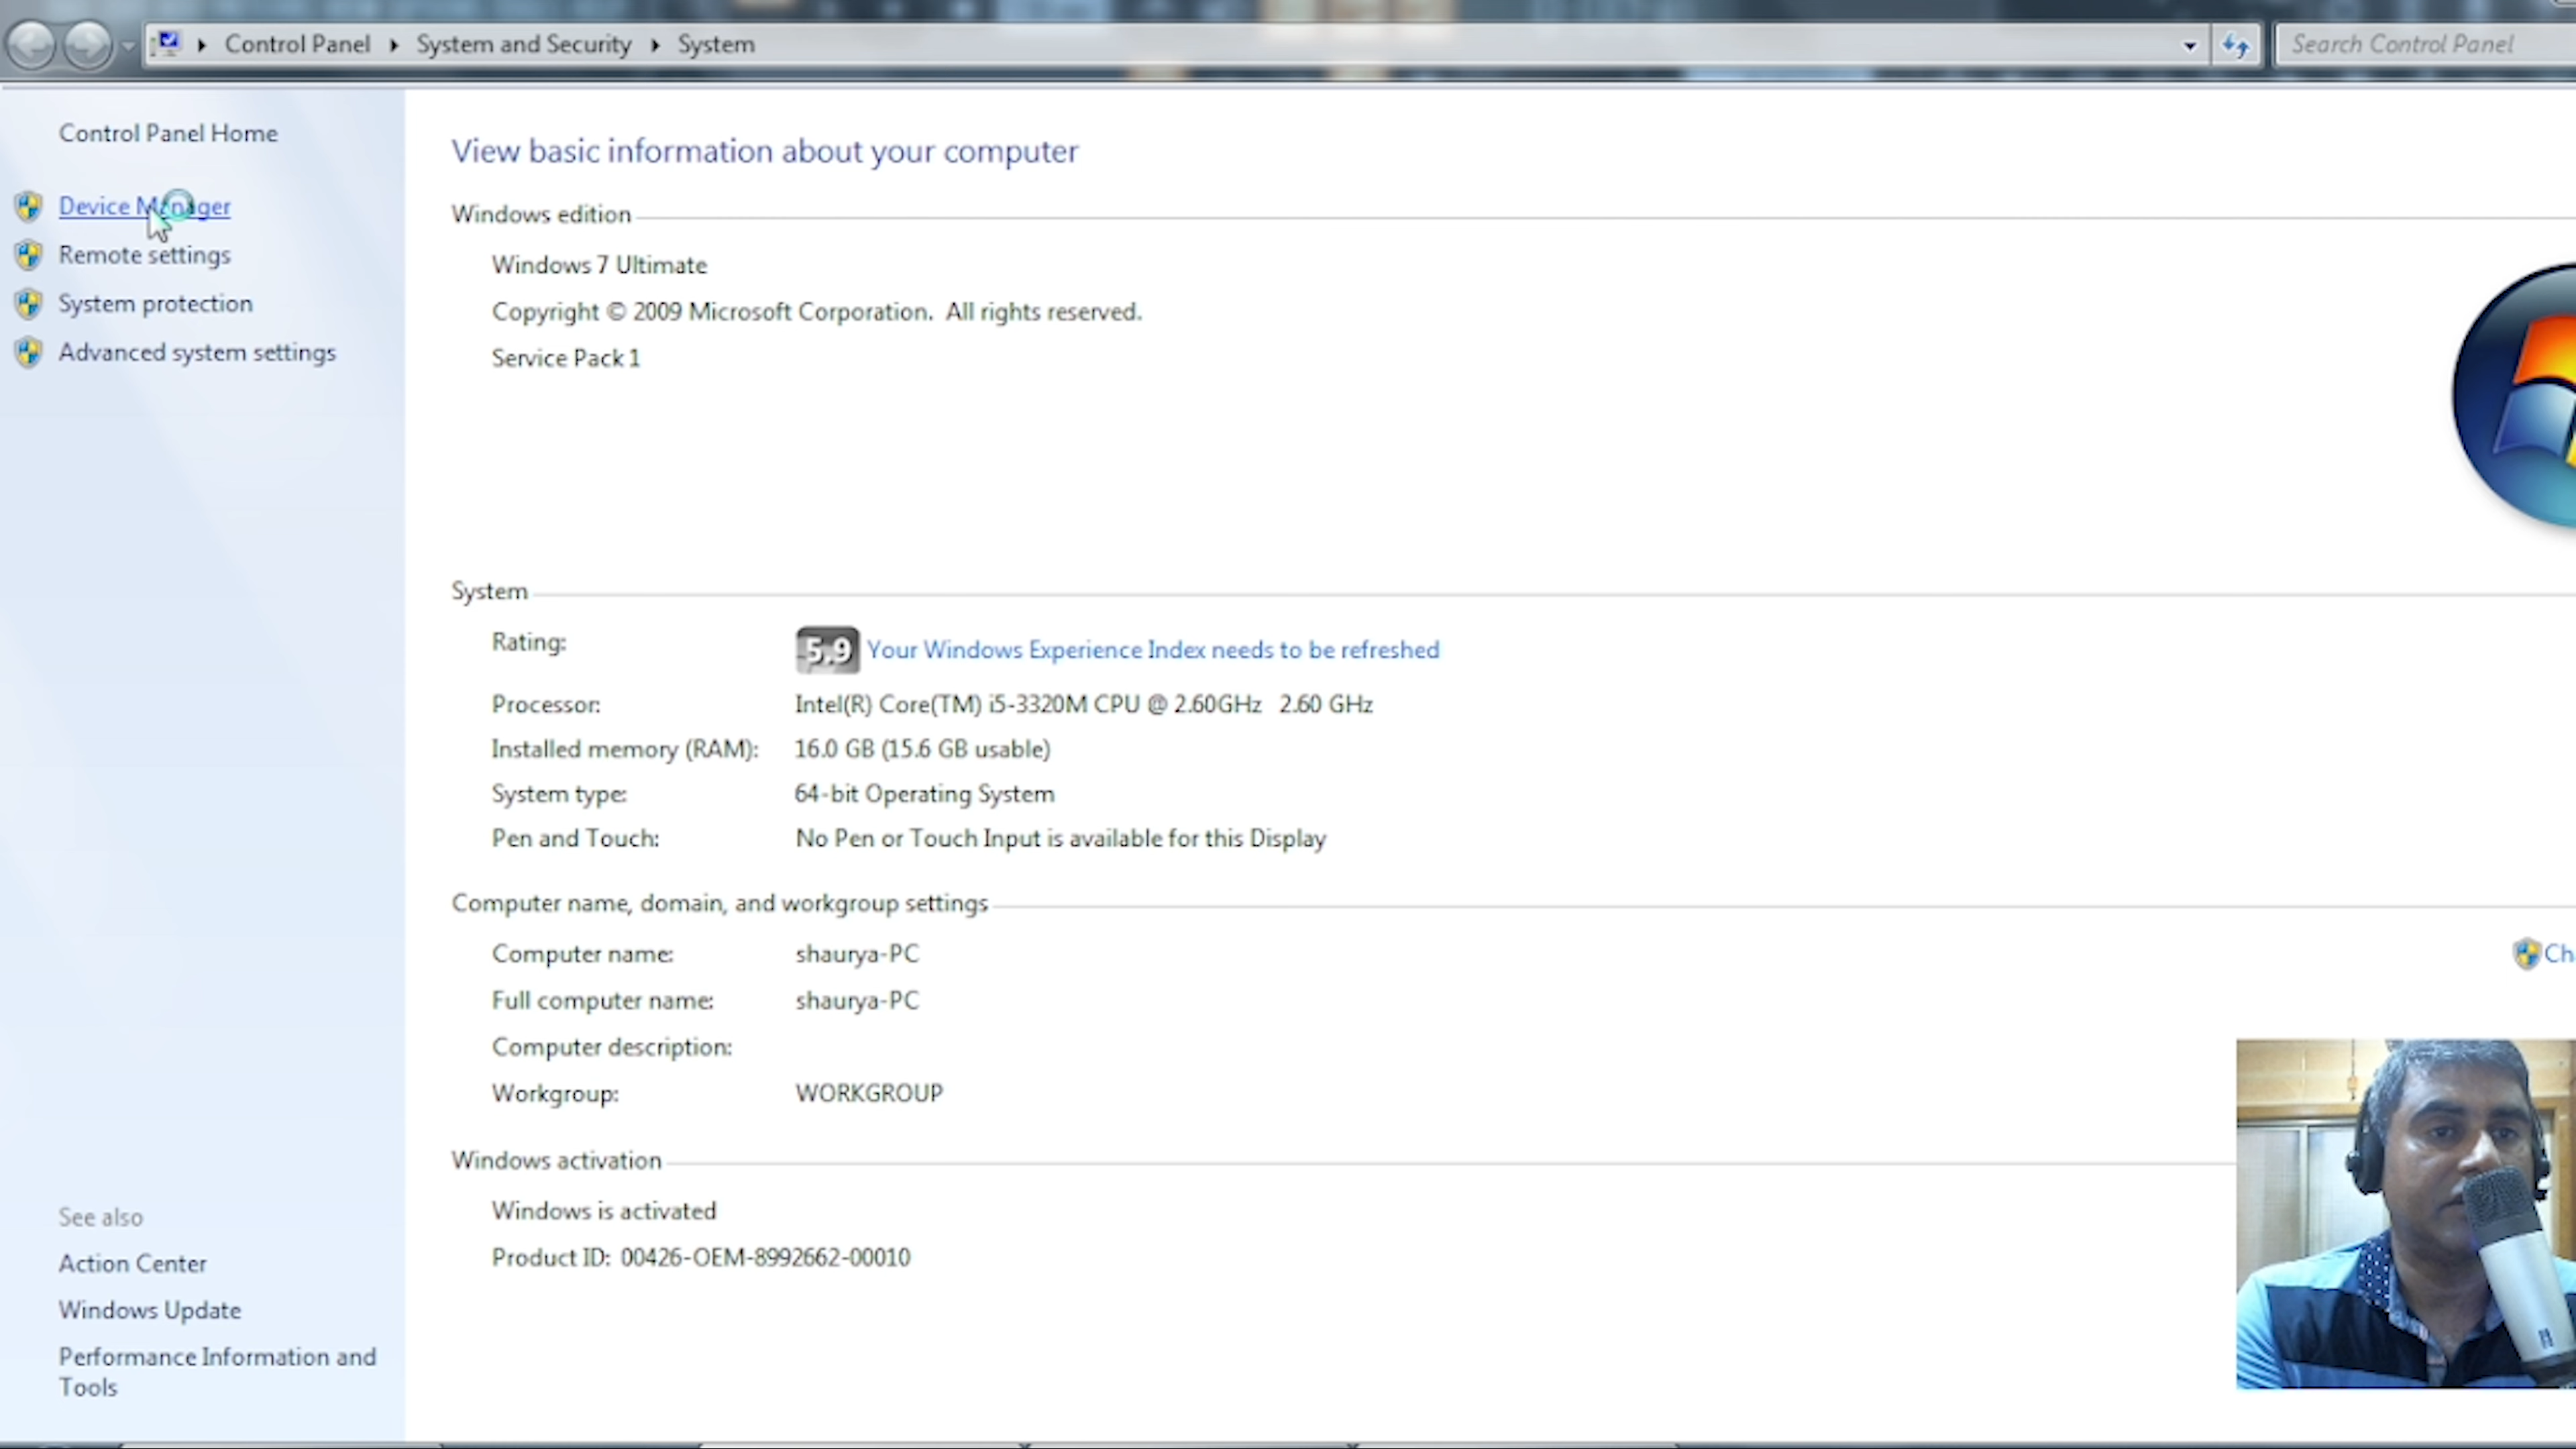 Control Panel ▸ System and Security ▸ System
Search Control Panel
Control Panel Home
Device Manager
Remote settings
System protection
Advanced system settings
View basic information about your computer
Windows edition
Windows 7 Ultimate
Copyright © 2009 Microsoft Corporation. All rights reserved.
Service Pack 1
System
Rating: 5.9 Your Windows Experience Index needs to be refreshed
Processor: Intel(R) Core(TM) i5-3320M CPU @ 2.60GHz 2.60 GHz
Installed memory (RAM): 16.0 GB (15.6 GB usable)
System type: 64-bit Operating System
Pen and Touch: No Pen or Touch Input is available for this Display
Computer name, domain, and workgroup settings
Computer name: shaurya-PC
Full computer name: shaurya-PC
Computer description:
Workgroup: WORKGROUP
Windows activation
Windows is activated
Product ID: 00426-OEM-8992662-00010
See also
Action Center
Windows Update
Performance Information and
Tools